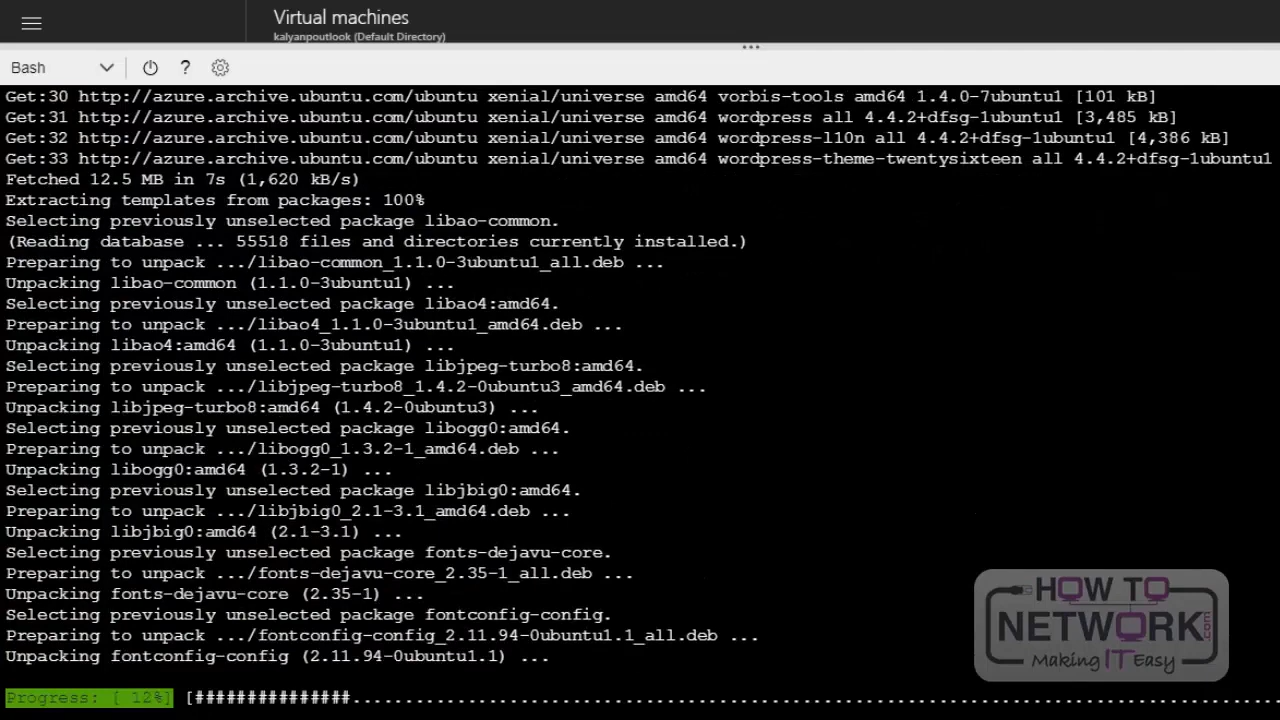 Virtual machines
kalyanpoutlook (Default Directory)
Bash
?
Get:30 http://azure.archive.ubuntu.com/ubuntu xenial/universe amd64 vorbis-tools amd64 1.4.0-7ubuntu1 [101 kB]
Get:31 http://azure.archive.ubuntu.com/ubuntu xenial/universe amd64 wordpress all 4.4.2+dfsg-1ubuntu1 [3,485 kB]
Get:32 http://azure.archive.ubuntu.com/ubuntu xenial/universe amd64 wordpress-l10n all 4.4.2+dfsg-1ubuntu1 [4,386 kB]
Get:33 http://azure.archive.ubuntu.com/ubuntu xenial/universe amd64 wordpress-theme-twentysixteen all 4.4.2+dfsg-1ubuntu1
Fetched 12.5 MB in 7s (1,620 kB/s)
Extracting templates from packages: 100%
Selecting previously unselected package libao-common.
(Reading database ... 55518 files and directories currently installed.)
Preparing to unpack .../libao-common_1.1.0-3ubuntu1_all.deb ...
Unpacking libao-common (1.1.0-3ubuntu1) ...
Selecting previously unselected package libao4:amd64.
Preparing to unpack .../libao4_1.1.0-3ubuntu1_amd64.deb ...
Unpacking libao4:amd64 (1.1.0-3ubuntu1) ...
Selecting previously unselected package libjpeg-turbo8:amd64.
Preparing to unpack .../libjpeg-turbo8_1.4.2-0ubuntu3_amd64.deb ...
Unpacking libjpeg-turbo8:amd64 (1.4.2-0ubuntu3) ...
Selecting previously unselected package libogg0:amd64.
Preparing to unpack .../libogg0_1.3.2-1_amd64.deb ...
Unpacking libogg0:amd64 (1.3.2-1) ...
Selecting previously unselected package libjbig0:amd64.
Preparing to unpack .../libjbig0_2.1-3.1_amd64.deb ...
Unpacking libjbig0:amd64 (2.1-3.1) ...
Selecting previously unselected package fonts-dejavu-core.
Preparing to unpack .../fonts-dejavu-core_2.35-1_all.deb ...
Unpacking fonts-dejavu-core (2.35-1) ...
Selecting previously unselected package fontconfig-config.
Preparing to unpack .../fontconfig-config_2.11.94-0ubuntu1.1_all.deb ...
Unpacking fontconfig-config (2.11.94-0ubuntu1.1) ...
Progress: [ 12%] [###############.........................................................................................
HOW TO
NETWORK.com
Making IT Easy